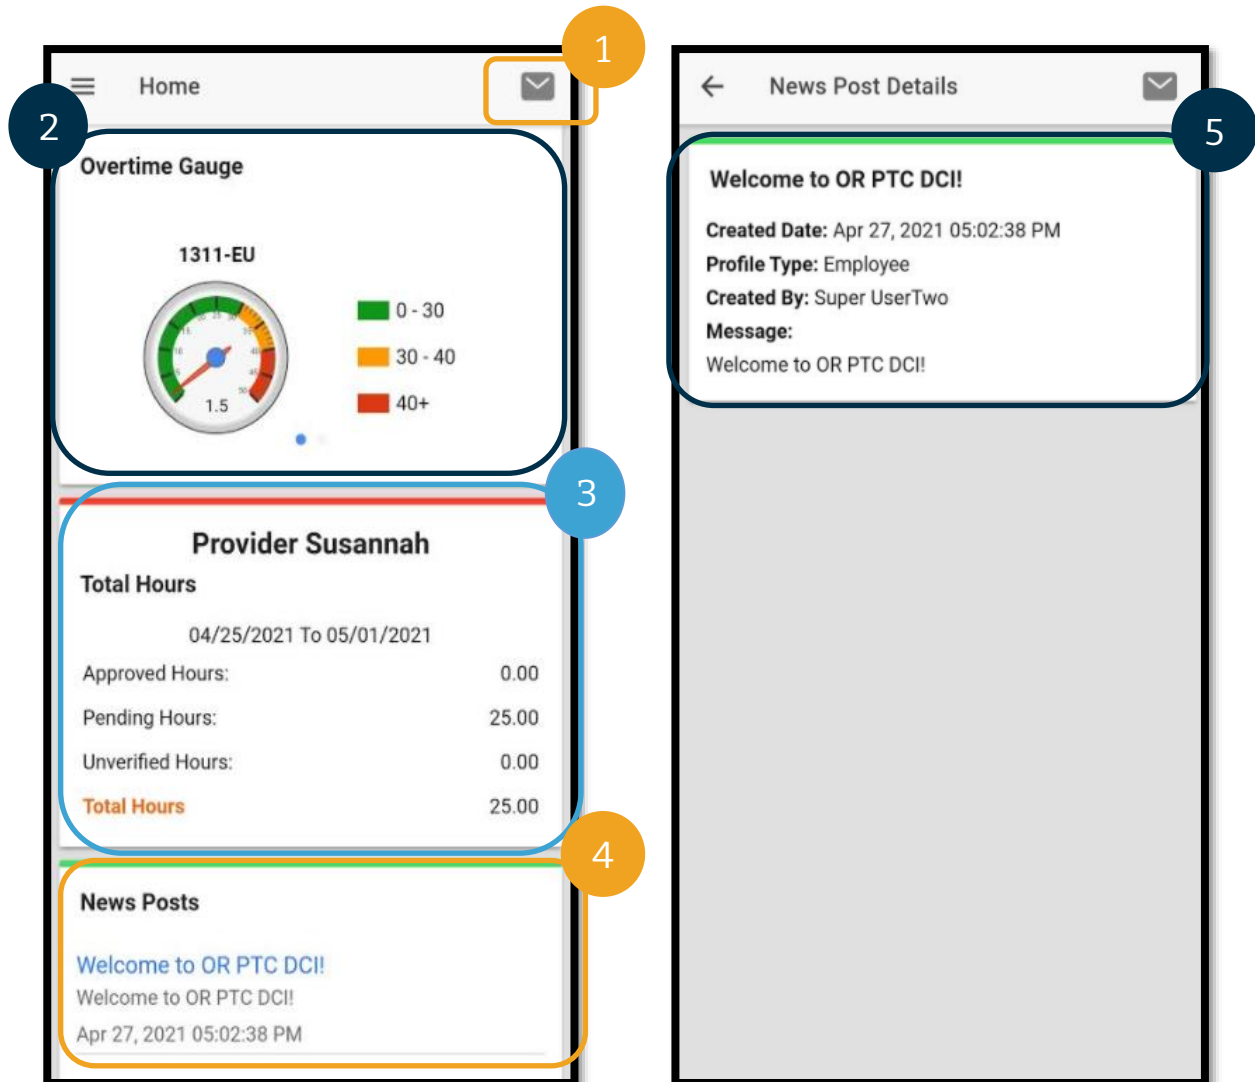 1
Home
2
Overtime Gauge
1311-EU
0 - 30
30 - 40
40+
1.5
3
Provider Susannah
Total Hours
04/25/2021 To 05/01/2021
Approved Hours: 0.00
Pending Hours: 25.00
Unverified Hours: 0.00
Total Hours 25.00
4
News Posts
Welcome to OR PTC DCI!
Welcome to OR PTC DCI!
Apr 27, 2021 05:02:38 PM
News Post Details
5
Welcome to OR PTC DCI!
Created Date: Apr 27, 2021 05:02:38 PM
Profile Type: Employee
Created By: Super UserTwo
Message:
Welcome to OR PTC DCI!